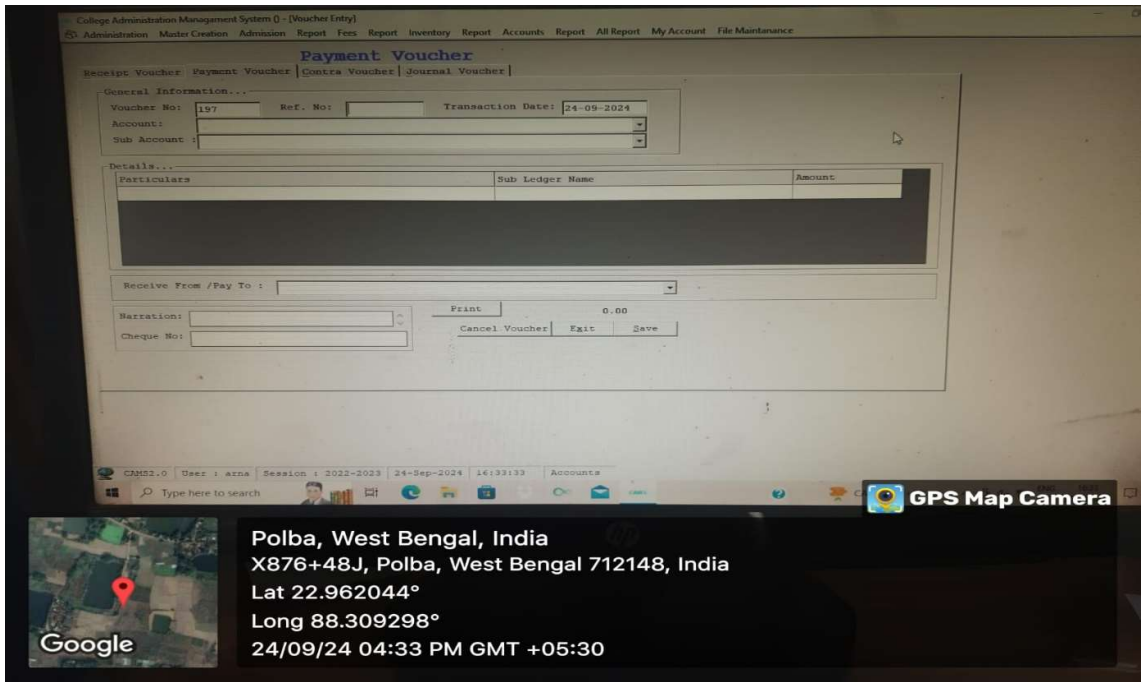 College Administration Managament System () - [Voucher Entry]
Administration Master Creation Admission Report Fees Report Inventory Report Accounts Report All Report My Account File Maintanance
Payment Voucher
Receipt Voucher Payment Voucher Contra Voucher Journal Voucher
General Information...
Voucher No: 197 Ref. No: Transaction Date: 24-09-2024
Account:
Sub Account :
Details...
Particulars Sub Ledger Name Amount
Receive From /Pay To :
Narration: Print 0.00
Cancel Voucher Exit Save
Cheque No:
CAMS2.0 User : arna Session : 2022-2023 24-Sep-2024 16:33:33 Accounts
Type here to search
GPS Map Camera
Polba, West Bengal, India
X876+48J, Polba, West Bengal 712148, India
Lat 22.962044°
Long 88.309298°
Google
24/09/24 04:33 PM GMT +05:30